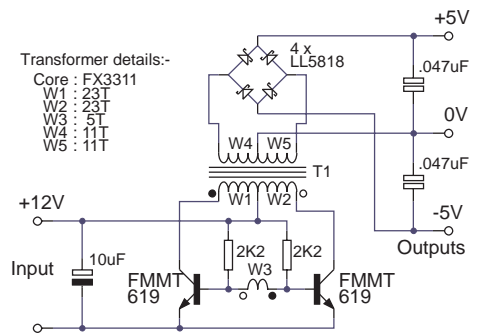 +5V
4 x
LL5818
Transformer details:-
Core : FX3311
W1 : 23T
W2 : 23T
W3 : 5T
W4 : 11T
W5 : 11T
.047uF
0V
W4 W5
T1
.047uF
W1 W2
+12V
-5V
Outputs
2K2 2K2
W3
Input
10uF
FMMT
619
FMMT
619